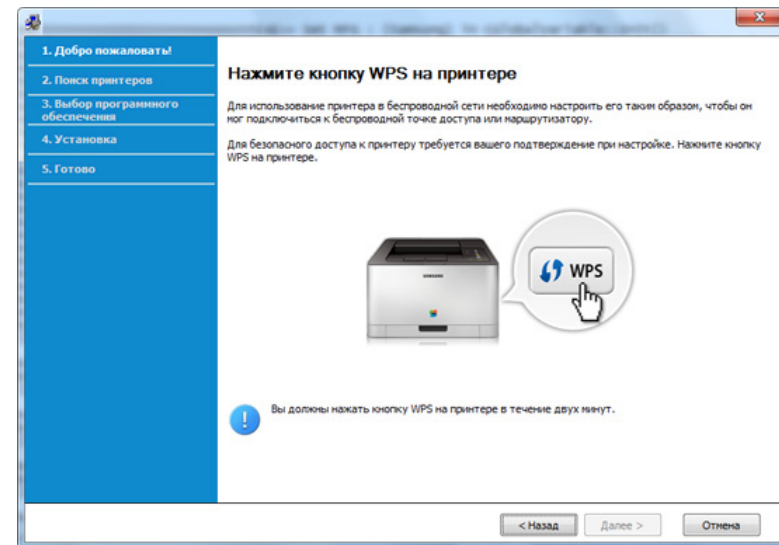 1. Добро пожаловать!
2. Поиск принтеров
3. Выбор программного
обеспечения
4. Установка
5. Готово
Нажмите кнопку WPS на принтере
Для использование принтера в беспроводной сети необходимо настроить его таким образом, чтобы он
мог подключиться к беспроводной точке доступа или маршрутизатору.
Для безопасного доступа к принтеру требуется вашего подтверждение при настройке. Нажмите кнопку
WPS на принтере.
SAMSUNG
WPS
Вы должны нажать кнопку WPS на принтере в течение двух минут.
< Назад
Далее >
Отмена